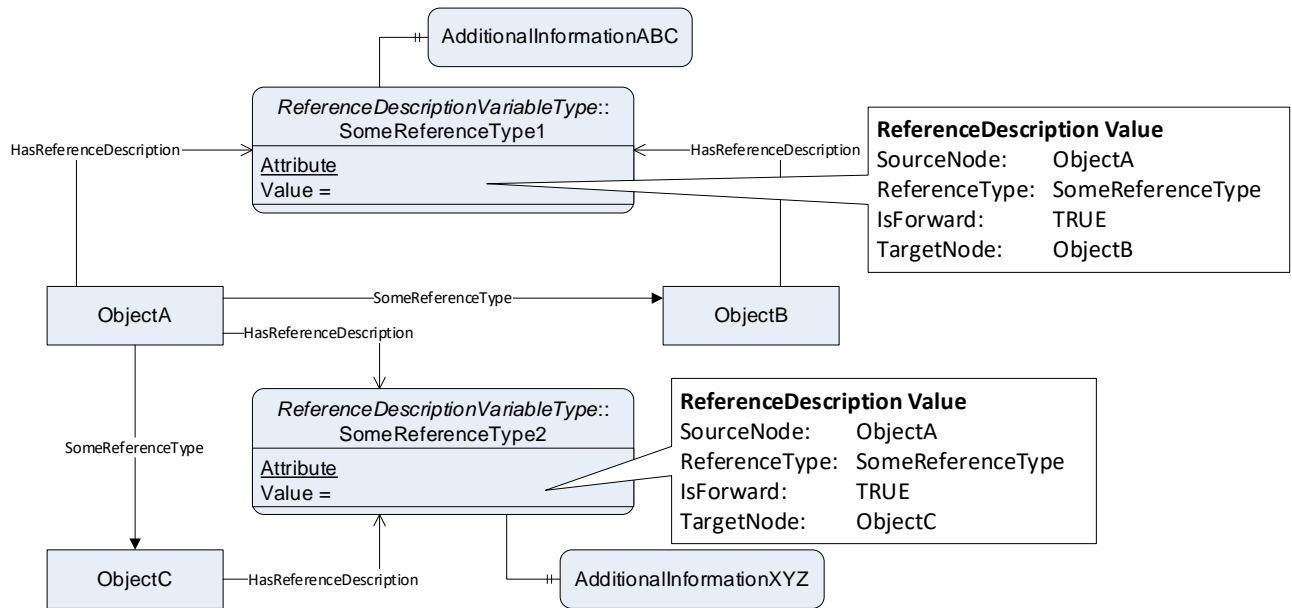 AdditionalInformationABC
ReferenceDescriptionVariableType::
SomeReferenceType1
Attribute
Value =
HasReferenceDescription
HasReferenceDescription
ReferenceDescription Value
SourceNode: ObjectA
ReferenceType: SomeReferenceType
IsForward: TRUE
TargetNode: ObjectB
ObjectA
SomeReferenceType
ObjectB
HasReferenceDescription
ReferenceDescriptionVariableType::
SomeReferenceType2
Attribute
Value =
ReferenceDescription Value
SourceNode: ObjectA
ReferenceType: SomeReferenceType
IsForward: TRUE
TargetNode: ObjectC
SomeReferenceType
ObjectC
HasReferenceDescription
AdditionalInformationXYZ